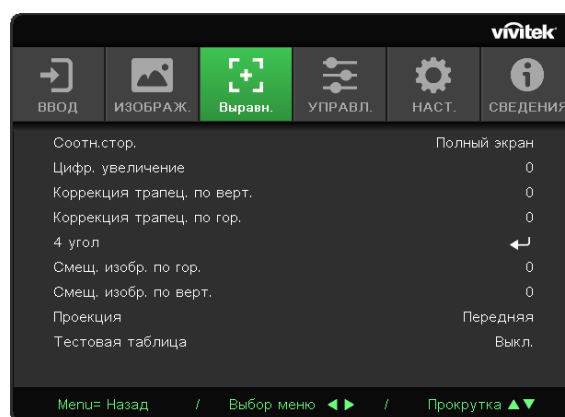 vivitek
ВВОД ИЗОБРАЖ. Выравн. УПРАВЛ. НАСТ. СВЕДЕНИЯ
Соотн.стор. Полный экран
Цифр. увеличение 0
Коррекция трапец. по верт. 0
Коррекция трапец. по гор. 0
4 угол
Смещ. изобр. по гор. 0
Смещ. изобр. по верт. 0
Проекция Передняя
Тестовая таблица Выкл.
Menu= Назад / Выбор меню ◀ ▶ / Прокрутка ▲▼